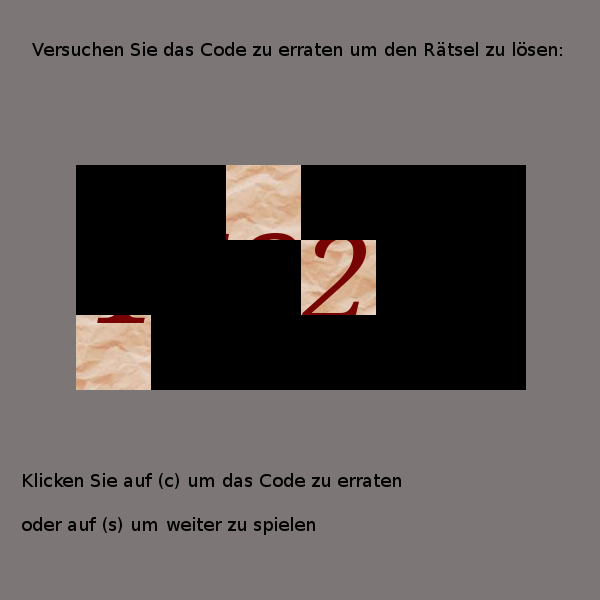 Versuchen Sie das Code zu erraten um den Rätsel zu lösen:
2
Klicken Sie auf (c) um das Code zu erraten
oder auf (s) um weiter zu spielen